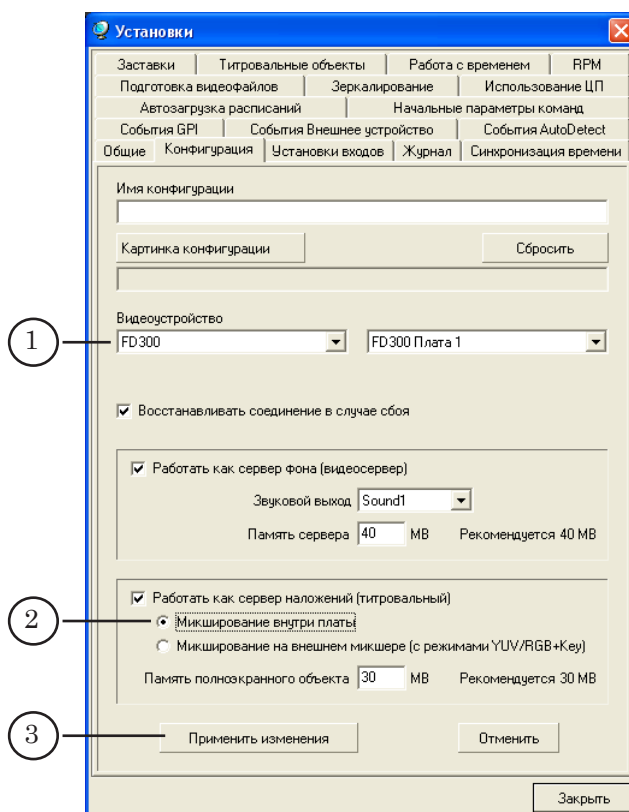 Установки
Заставки Титровальные объекты Работа с временем RPM
Подготовка видеофайлов Зеркалирование Использование ЦП
Автозагрузка расписаний Начальные параметры команд
События GPI События Внешнее устройство События AutoDetect
Общие Конфигурация Установки входов Журнал Синхронизация времени
Имя конфигурации
Картинка конфигурации Сбросить
Видеоустройство
1 FD300 FD300 Плата 1
Восстанавливать соединение в случае сбоя
Работать как сервер фона (видеосервер)
Звуковой выход Sound1
Память сервера 40 MB Рекомендуется 40 MB
Работать как сервер наложений (титровальный)
2 Микширование внутри платы
Микширование на внешнем микшере (с режимами YUV/RGB+Key)
Память полноэкранного объекта 30 MB Рекомендуется 30 MB
3 Применить изменения Отменить
Закрыть